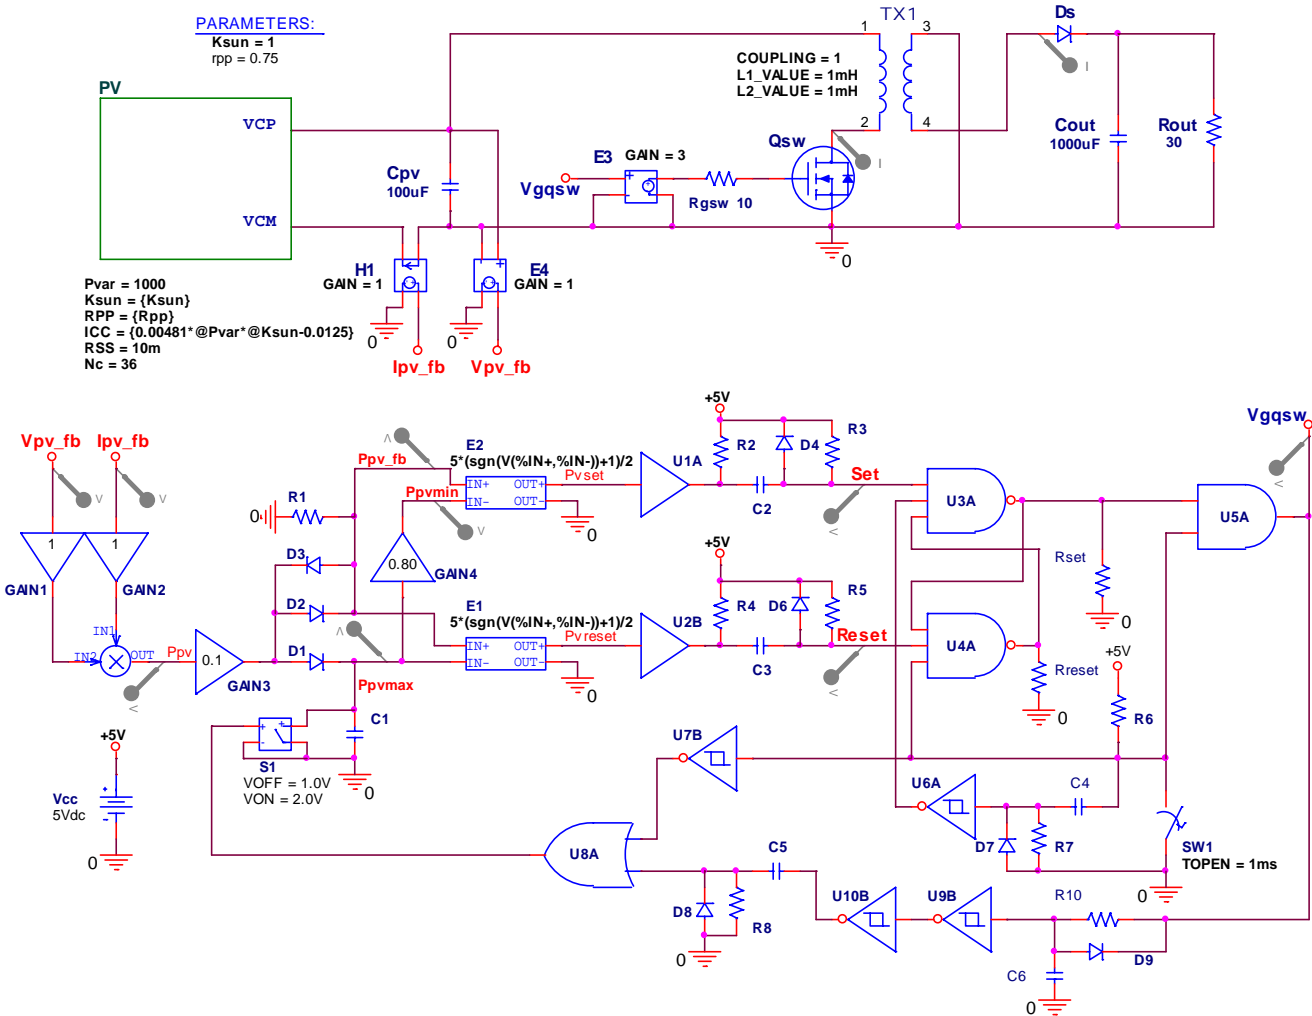 PARAMETERS:
Ksun = 1
rpp = 0.75
PV
VCP
VCM
Cpv
100uF
Pvar = 1000
Ksun = {Ksun}
RPP = {Rpp}
ICC = {0.00481*@Pvar*@Ksun-0.0125}
RSS = 10m
Nc = 36
H1
GAIN = 1
0
Ipv_fb
E4
GAIN = 1
0
Vpv_fb
E3
GAIN = 3
Vgqsw
Rgsw 10
Qsw
0
TX1
1
2
3
4
COUPLING = 1
L1_VALUE = 1mH
L2_VALUE = 1mH
Ds
I
I
Cout
1000uF
Rout
30
Vpv_fb
Ipv_fb
V
V
1
1
GAIN1
GAIN2
IN1
IN2
OUT
Ppv
V
0.1
GAIN3
R1
0
D3
D2
D1
Ppv_fb
V
Ppvmin
V
0.80
GAIN4
V
Ppvmax
E2
5*(sgn(V(%IN+,%IN-))+1)/2
IN+
OUT+
IN-
OUT-
Pvset
0
E1
5*(sgn(V(%IN+,%IN-))+1)/2
IN+
OUT+
IN-
OUT-
Pvreset
0
U1A
+5V
R2
D4
R3
C2
Set
V
U2B
+5V
R4
D6
R5
C3
Reset
V
U3A
U4A
Rset
0
Rreset
0
U5A
Vgqsw
V
+5V
R6
+5V
Vcc
5Vdc
0
S1
VOFF = 1.0V
VON = 2.0V
C1
0
U7B
U6A
C4
D7
R7
SW1
TOPEN = 1ms
0
U8A
C5
D8
R8
0
U10B
U9B
R10
D9
C6
0